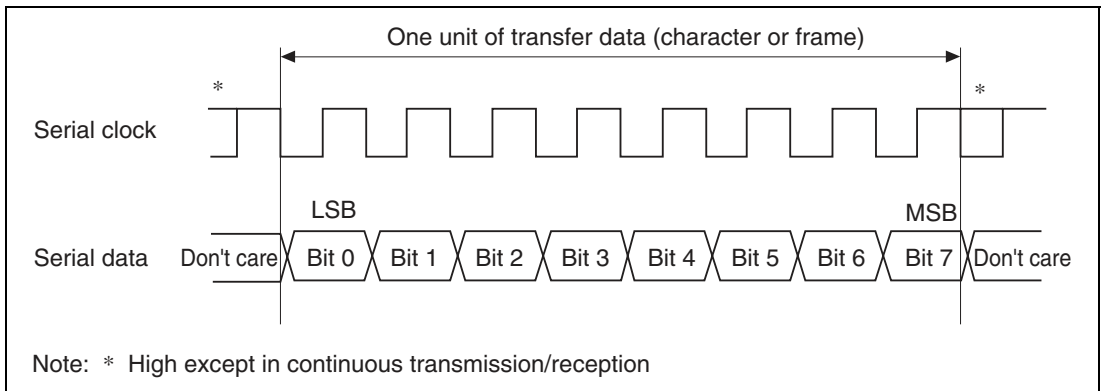 One unit of transfer data (character or frame)
* *
Serial clock
LSB MSB
Serial data Don't care Bit 0 Bit 1 Bit 2 Bit 3 Bit 4 Bit 5 Bit 6 Bit 7 Don't care
Note: * High except in continuous transmission/reception